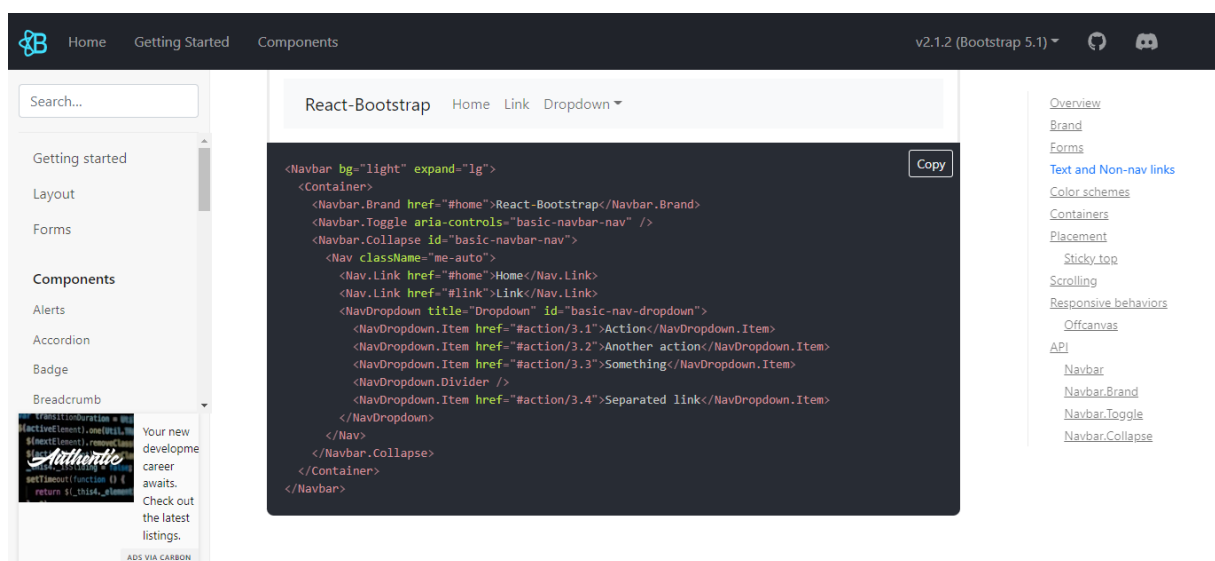 Home Getting Started Components v2.1.2 (Bootstrap 5.1)
Search...
Getting started
Layout
Forms
Components
Alerts
Accordion
Badge
Breadcrumb
Authentic
Your new
developme
career
awaits.
Check out
the latest
listings.
ADS VIA CARBON
React-Bootstrap Home Link Dropdown
Copy
<Navbar bg="light" expand="lg">
<Container>
<Navbar.Brand href="#home">React-Bootstrap</Navbar.Brand>
<Navbar.Toggle aria-controls="basic-navbar-nav" />
<Navbar.Collapse id="basic-navbar-nav">
<Nav className="me-auto">
<Nav.Link href="#home">Home</Nav.Link>
<Nav.Link href="#link">Link</Nav.Link>
<NavDropdown title="Dropdown" id="basic-nav-dropdown">
<NavDropdown.Item href="#action/3.1">Action</NavDropdown.Item>
<NavDropdown.Item href="#action/3.2">Another action</NavDropdown.Item>
<NavDropdown.Item href="#action/3.3">Something</NavDropdown.Item>
<NavDropdown.Divider />
<NavDropdown.Item href="#action/3.4">Separated link</NavDropdown.Item>
</NavDropdown>
</Nav>
</Navbar.Collapse>
</Container>
</Navbar>
Overview
Brand
Forms
Text and Non-nav links
Color schemes
Containers
Placement
Sticky top
Scrolling
Responsive behaviors
Offcanvas
API
Navbar
Navbar.Brand
Navbar.Toggle
Navbar.Collapse